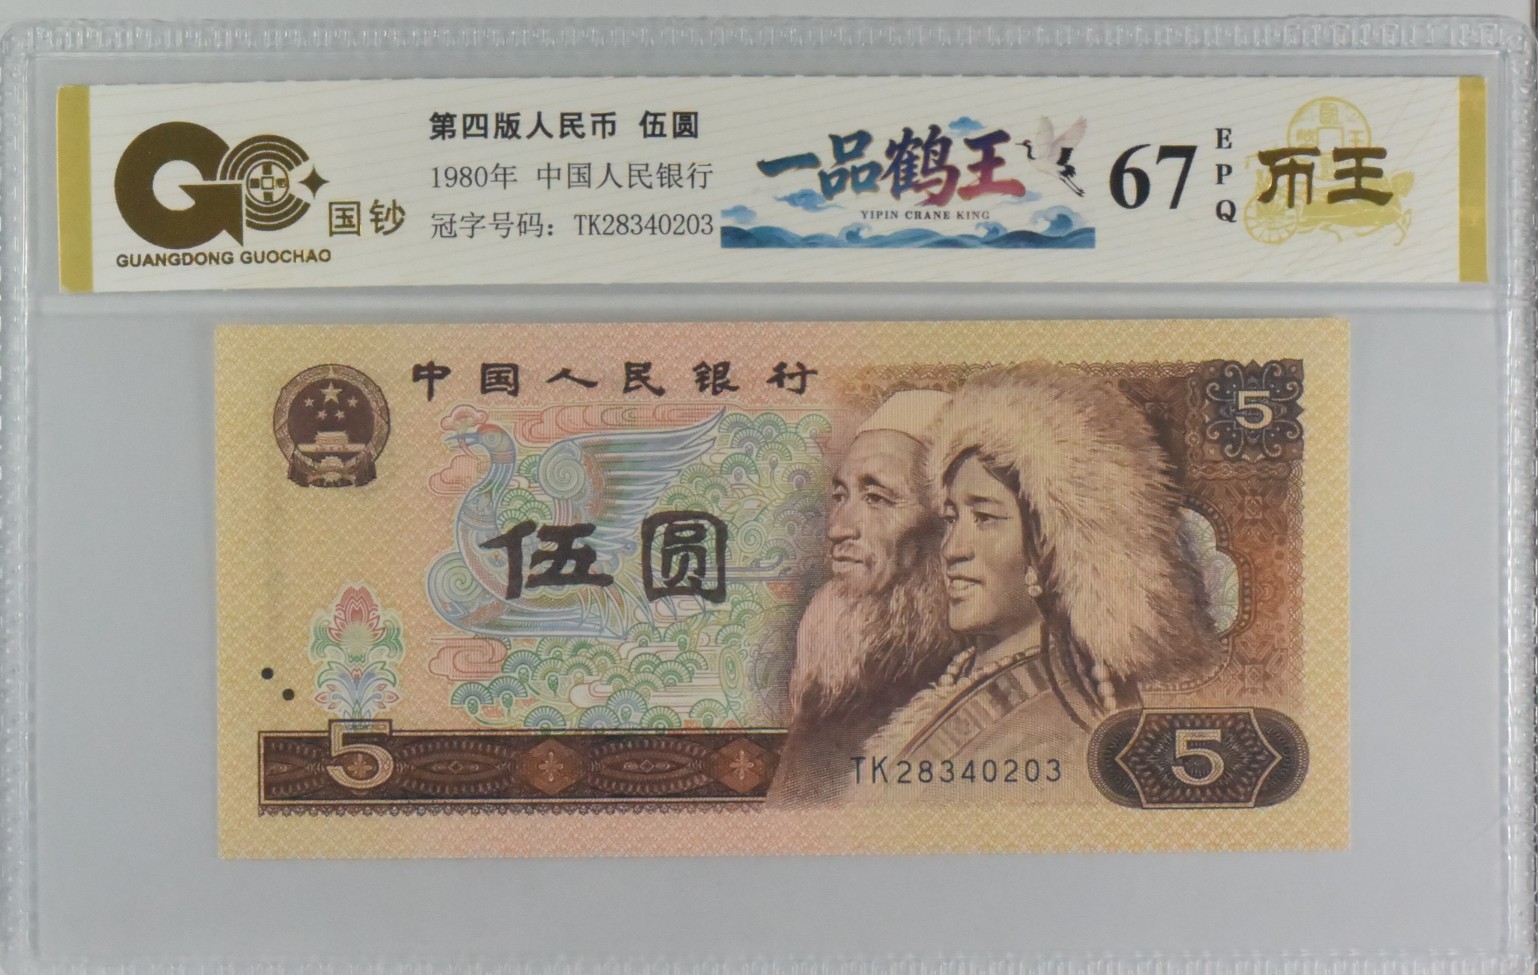 GC
国钞
GUANGDONG GUOCHAO
第四版人民币 伍圆
1980年 中国人民银行
冠字号码：TK28340203
一品鹤王
YIPIN CRANE KING
67
EPQ
币王
中国人民银行
5
伍圆
5
TK28340203
5